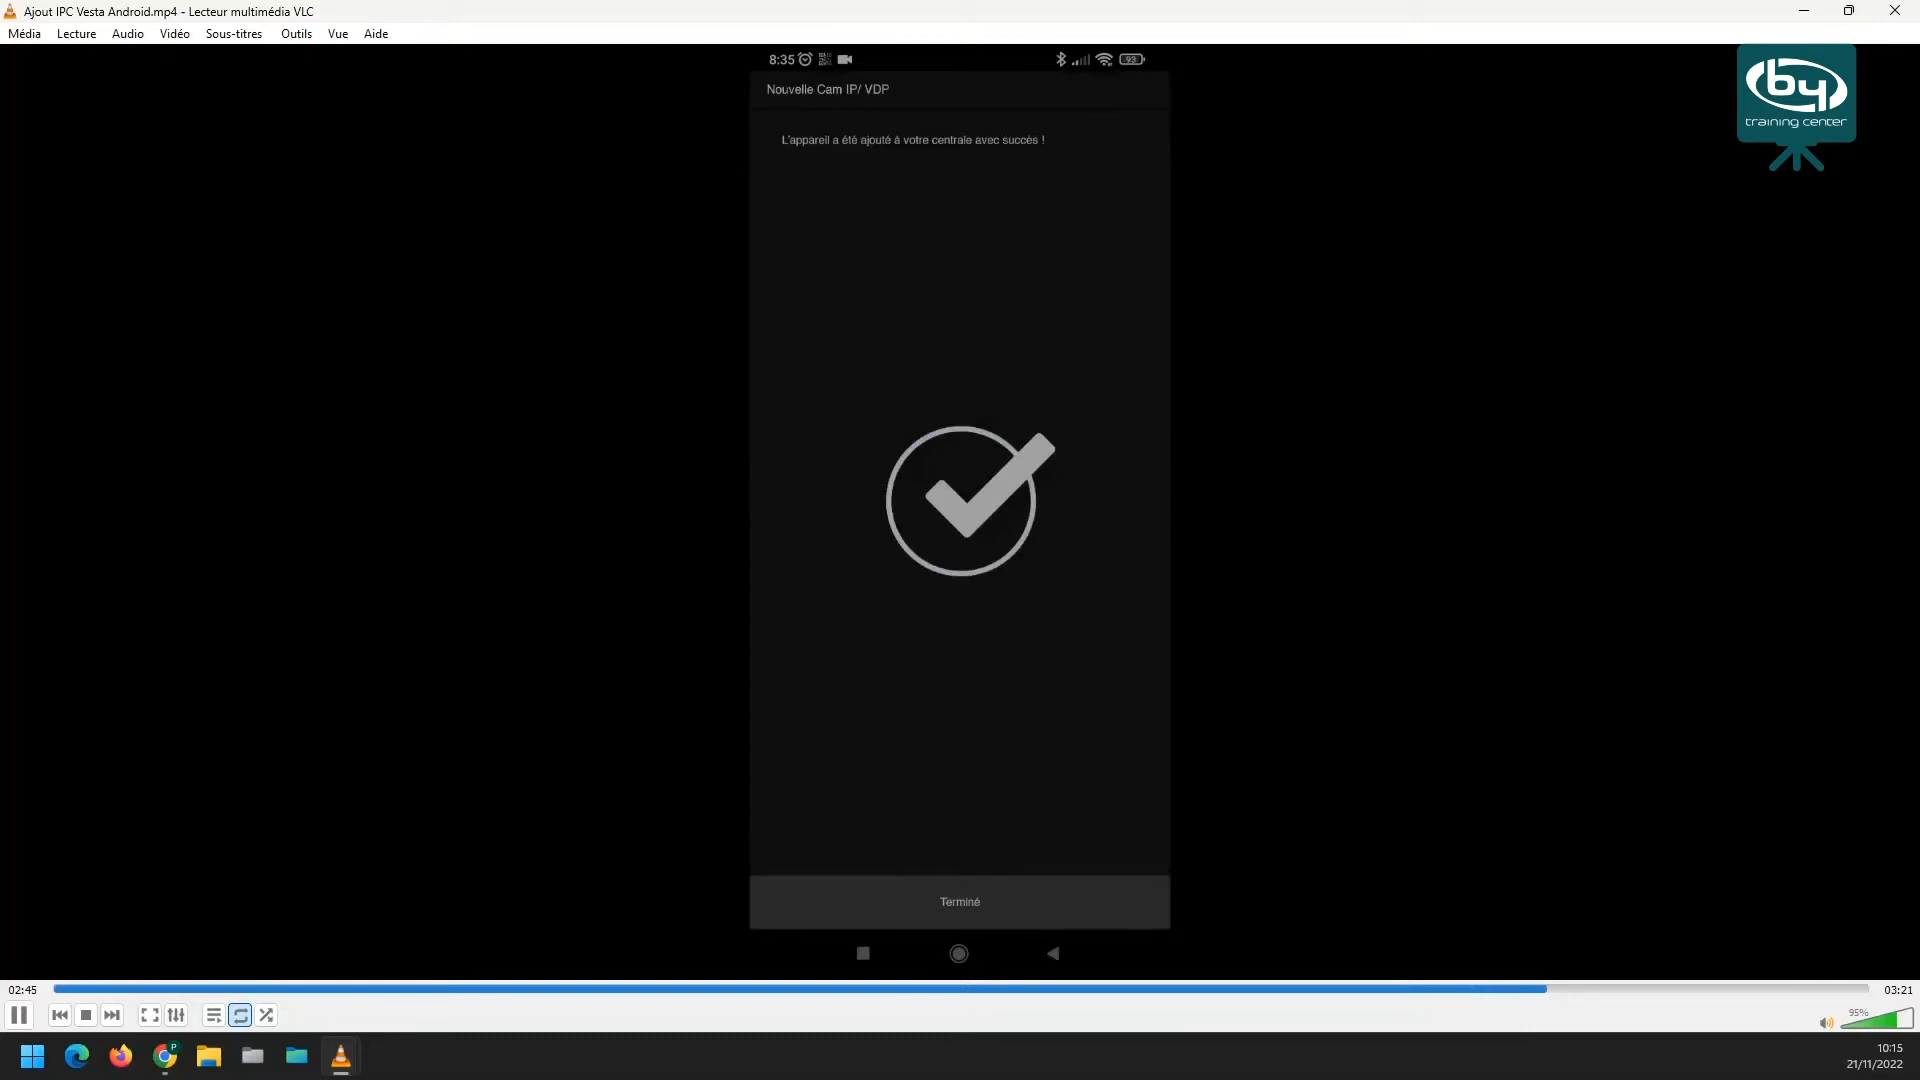 Ajout IPC Vesta Android.mp4 - Lecteur multimédia VLC
Média Lecture Audio Vidéo Sous-titres Outils Vue Aide
8:35
93
by
training center
Nouvelle Cam IP/ VDP
L'appareil a été ajouté à votre centrale avec succès !
Terminé
02:45
03:21
95%
P
10:15
21/11/2022